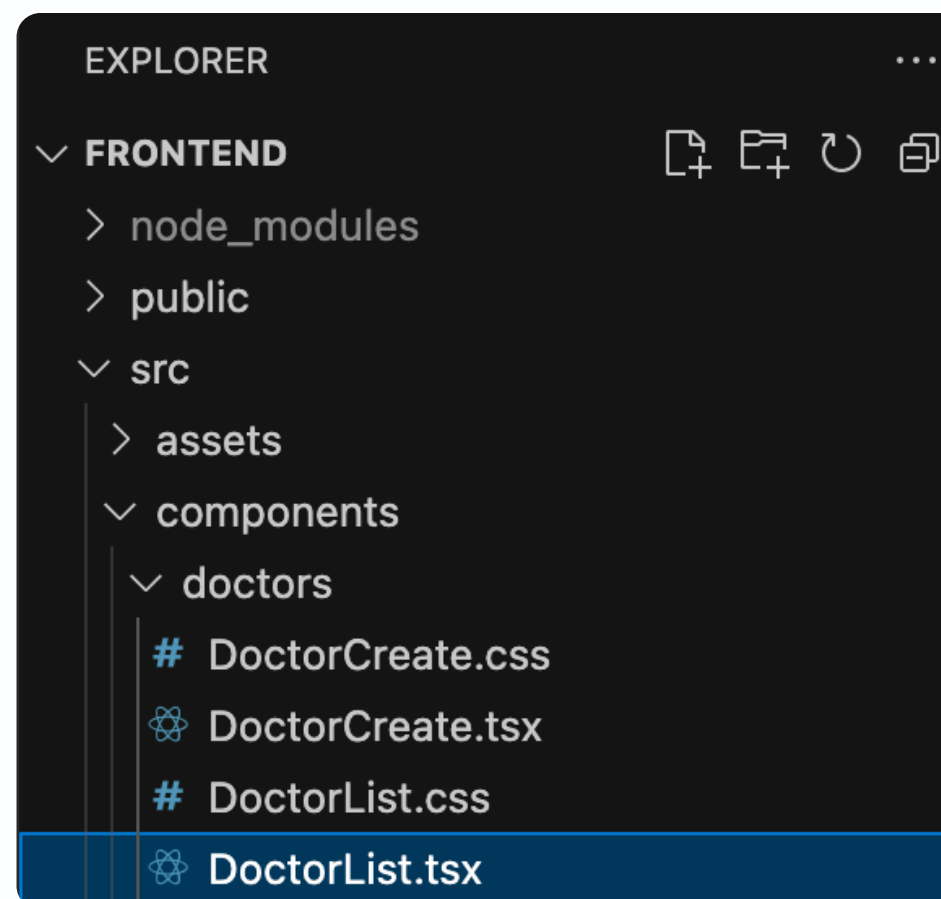 EXPLORER
FRONTEND
node_modules
public
src
assets
components
doctors
DoctorCreate.css
DoctorCreate.tsx
DoctorList.css
DoctorList.tsx